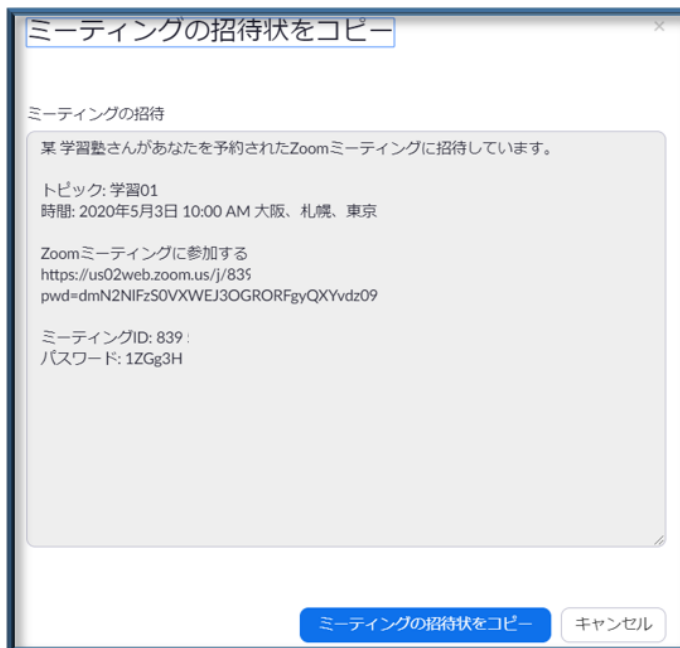 ミーティングの招待状をコピー
×
ミーティングの招待
某 学習塾さんがあなたを予約されたZoomミーティングに招待しています。
トピック: 学習01
時間: 2020年5月3日 10:00 AM 大阪、札幌、東京
Zoomミーティングに参加する
https://us02web.zoom.us/j/839
pwd=dmN2NlFzS0VXWEJ3OGRORFgyQXYvdz09
ミーティングID: 839
パスワード: 1ZGg3H
ミーティングの招待状をコピー
キャンセル